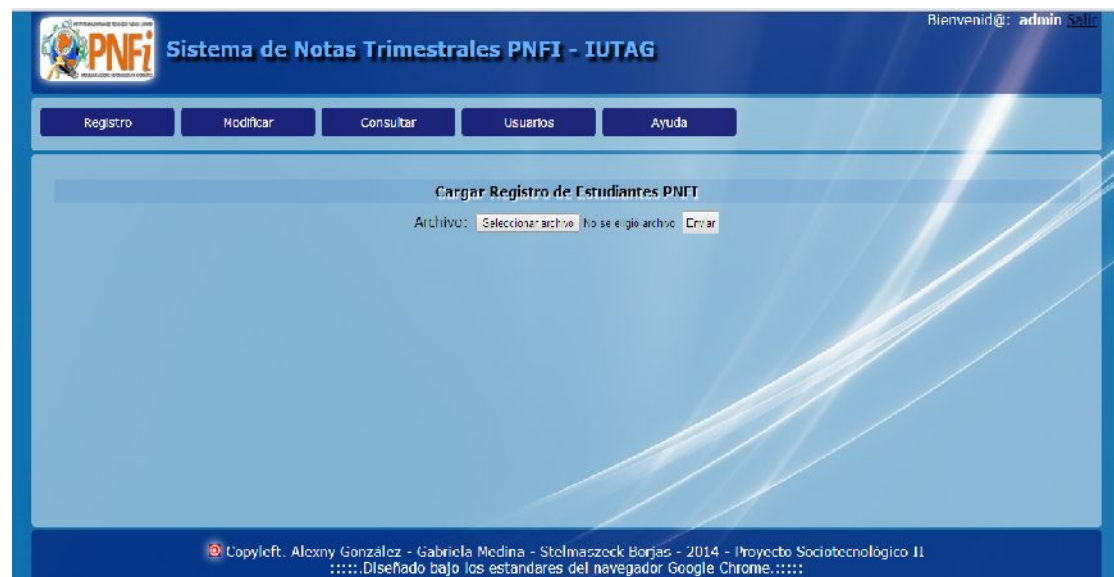 Bienvenid@: admin Salir
PNFi
Sistema de Notas Trimestrales PNFI - IUTAG
Registro Modificar Consultar Usuarios Ayuda
Cargar Registro de Estudiantes PNFI
Archivo: Seleccionar archivo No se eligió archivo Enviar
Copyleft. Alexny González - Gabriela Medina - Stelmaszeck Borjas - 2014 - Proyecto Sociotecnológico II
:::::.Diseñado bajo los estandares del navegador Google Chrome.:::::